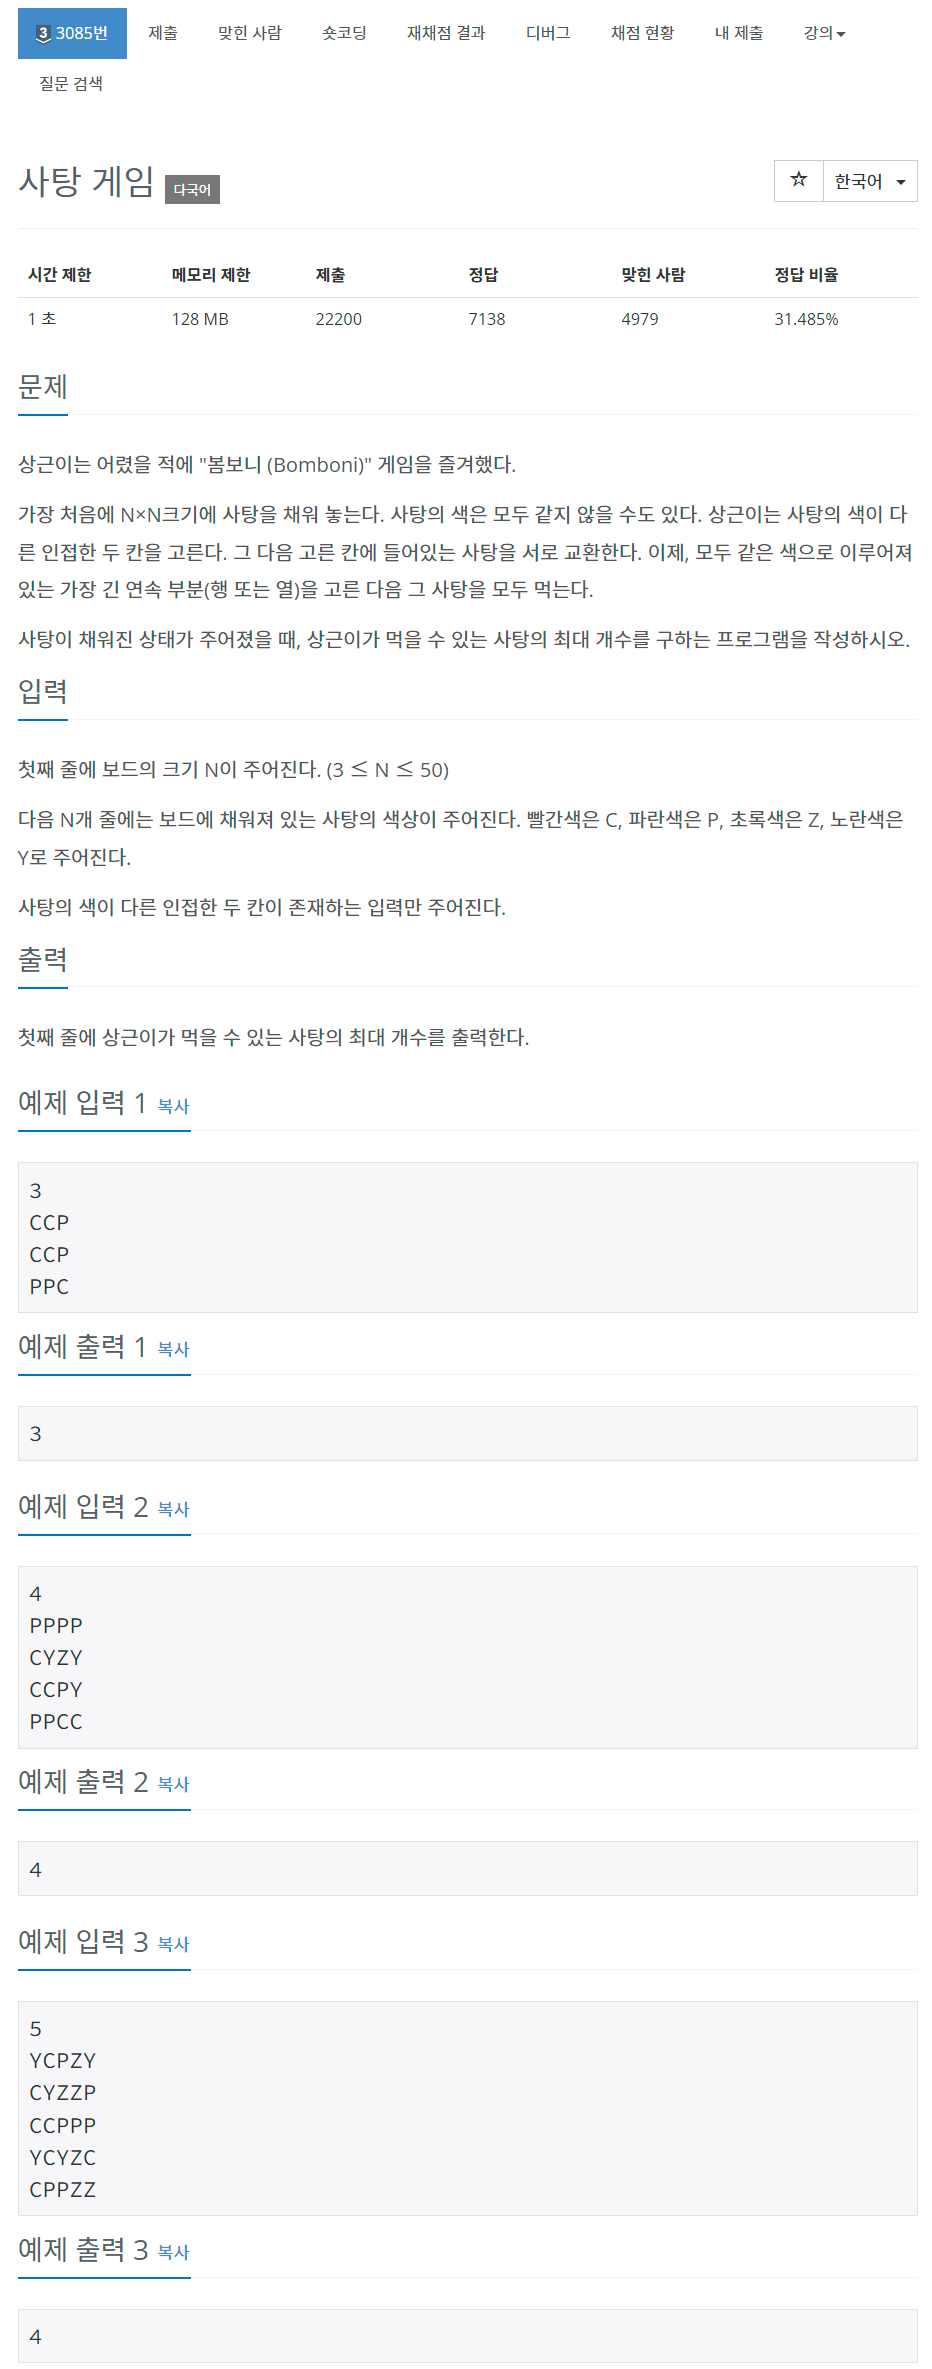 3 3085번 제출 맞힌 사람 숏코딩 재채점 결과 디버그 채점 현황 내 제출 강의
질문 검색
사탕 게임 다국어 ☆ 한국어
시간 제한 메모리 제한 제출 정답 맞힌 사람 정답 비율
1 초 128 MB 22200 7138 4979 31.485%
문제
상근이는 어렸을 적에 "봄보니 (Bomboni)" 게임을 즐겨했다.
가장 처음에 N×N크기에 사탕을 채워 놓는다. 사탕의 색은 모두 같지 않을 수도 있다. 상근이는 사탕의 색이 다
른 인접한 두 칸을 고른다. 그 다음 고른 칸에 들어있는 사탕을 서로 교환한다. 이제, 모두 같은 색으로 이루어져
있는 가장 긴 연속 부분(행 또는 열)을 고른 다음 그 사탕을 모두 먹는다.
사탕이 채워진 상태가 주어졌을 때, 상근이가 먹을 수 있는 사탕의 최대 개수를 구하는 프로그램을 작성하시오.
입력
첫째 줄에 보드의 크기 N이 주어진다. (3 ≤ N ≤ 50)
다음 N개 줄에는 보드에 채워져 있는 사탕의 색상이 주어진다. 빨간색은 C, 파란색은 P, 초록색은 Z, 노란색은
Y로 주어진다.
사탕의 색이 다른 인접한 두 칸이 존재하는 입력만 주어진다.
출력
첫째 줄에 상근이가 먹을 수 있는 사탕의 최대 개수를 출력한다.
예제 입력 1 복사
3
CCP
CCP
PPC
예제 출력 1 복사
3
예제 입력 2 복사
4
PPPP
CYZY
CCPY
PPCC
예제 출력 2 복사
4
예제 입력 3 복사
5
YCPZY
CYZZP
CCPPP
YCYZC
CPPZZ
예제 출력 3 복사
4